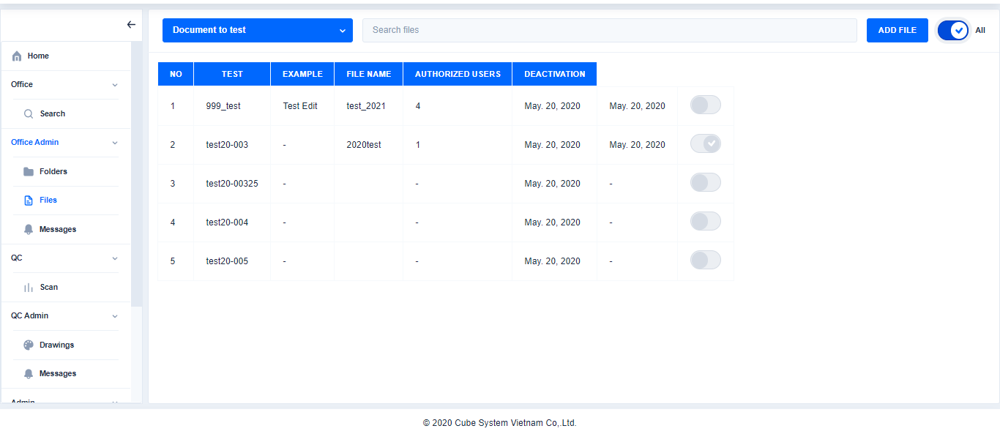 Document to test
Search files
ADD FILE
All
Home
Office
Search
Office Admin
Folders
Files
Messages
QC
Scan
QC Admin
Drawings
Messages
Admin
NO TEST EXAMPLE FILE NAME AUTHORIZED USERS DEACTIVATION
1 999_test Test Edit test_2021 4 May. 20, 2020 May. 20, 2020
2 test20-003 - 2020test 1 May. 20, 2020 May. 20, 2020
3 test20-00325 - - May. 20, 2020 -
4 test20-004 - - May. 20, 2020 -
5 test20-005 - - May. 20, 2020 -
© 2020 Cube System Vietnam Co,.Ltd.